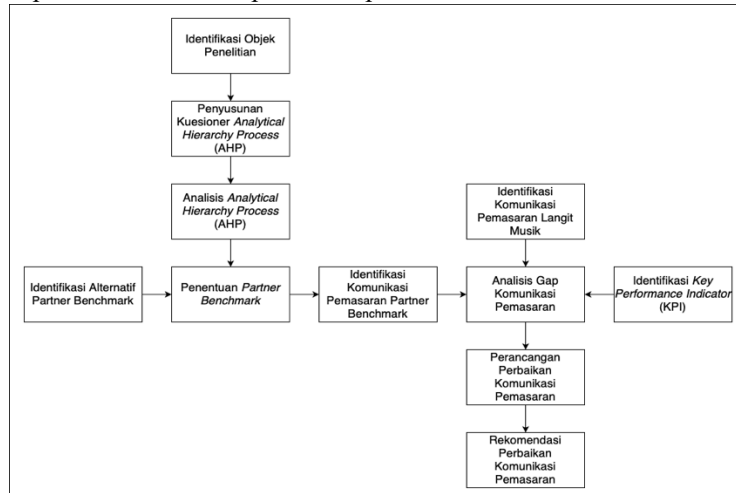 Identifikasi Objek
Penelitian
Penyusunan
Kuesioner Analytical
Hierarchy Process
(AHP)
Analisis Analytical
Hierarchy Process
(AHP)
Identifikasi Alternatif
Partner Benchmark
Penentuan Partner
Benchmark
Identifikasi
Komunikasi
Pemasaran Partner
Benchmark
Identifikasi
Komunikasi
Pemasaran Langit
Musik
Analisis Gap
Komunikasi
Pemasaran
Identifikasi Key
Performance Indicator
(KPI)
Perancangan
Perbaikan
Komunikasi
Pemasaran
Rekomendasi
Perbaikan
Komunikasi
Pemasaran